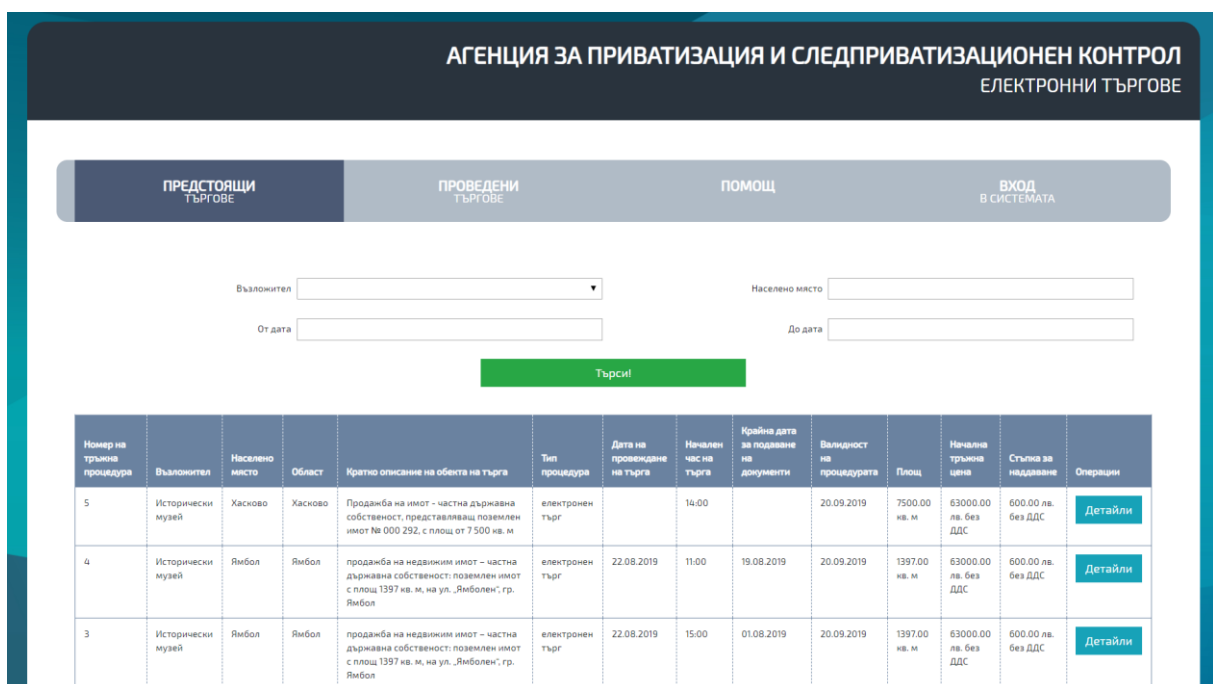 АГЕНЦИЯ ЗА ПРИВАТИЗАЦИЯ И СЛЕДПРИВАТИЗАЦИОНЕН КОНТРОЛ
ЕЛЕКТРОННИ ТЪРГОВЕ
ПРЕДСТОЯЩИ
ТЪРГОВЕ
ПРОВЕДЕНИ
ТЪРГОВЕ
ПОМОЩ
ВХОД
В СИСТЕМАТА
Възложител
Населено място
От дата
До дата
Търси!
Номер на
тръжна
процедура
Възложител
Населено
място
Област
Кратко описание на обекта на търга
Тип
процедура
Дата на
провеждане
на търга
Начален
час на
търга
Крайна дата
за подаване
на
документи
Валидност
на
процедурата
Площ
Начална
тръжна
цена
Стъпка за
наддаване
Операции
5
Исторически
музей
Хасково
Хасково
Продажба на имот - частна държавна
собственост, представляващ поземлен
имот № 000 292, с площ от 7 500 кв. м
електронен
търг
14:00
20.09.2019
7500.00
кв. м
63000.00
лв. без
ДДС
600.00 лв.
без ДДС
Детайли
4
Исторически
музей
Ямбол
Ямбол
продажба на недвижим имот – частна
държавна собственост: поземлен имот
с площ 1397 кв. м, на ул. „Ямболен“, гр.
Ямбол
електронен
търг
22.08.2019
11:00
19.08.2019
20.09.2019
1397.00
кв. м
63000.00
лв. без
ДДС
600.00 лв.
без ДДС
Детайли
3
Исторически
музей
Ямбол
Ямбол
продажба на недвижим имот – частна
държавна собственост: поземлен имот
с площ 1397 кв. м, на ул. „Ямболен“, гр.
Ямбол
електронен
търг
22.08.2019
15:00
01.08.2019
20.09.2019
1397.00
кв. м
63000.00
лв. без
ДДС
600.00 лв.
без ДДС
Детайли